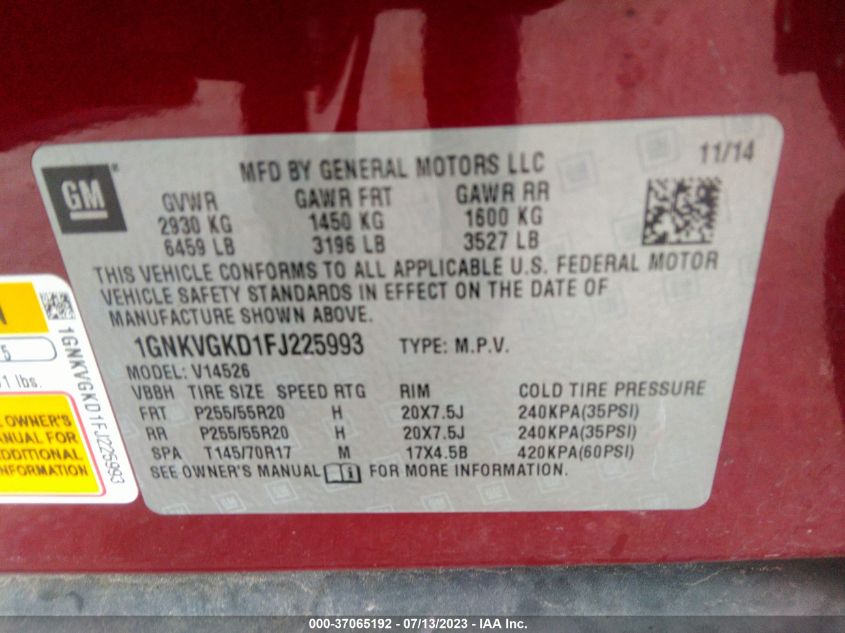 GM
MFD BY GENERAL MOTORS LLC 11/14
GVWR GAWR FRT GAWR RR
2930 KG 1450 KG 1600 KG
6459 LB 3196 LB 3527 LB
THIS VEHICLE CONFORMS TO ALL APPLICABLE U.S. FEDERAL MOTOR
VEHICLE SAFETY STANDARDS IN EFFECT ON THE DATE OF
MANUFACTURE SHOWN ABOVE.
1GNKVGKD1FJ225993 TYPE: M.P.V.
MODEL: V14526
VBBH TIRE SIZE SPEED RTG RIM COLD TIRE PRESSURE
FRT P255/55R20 H 20X7.5J 240KPA(35PSI)
RR P255/55R20 H 20X7.5J 240KPA(35PSI)
SPA T145/70R17 M 17X4.5B 420KPA(60PSI)
SEE OWNER'S MANUAL FOR MORE INFORMATION.
5
lbs.
OWNER'S
MANUAL FOR
ADDITIONAL
INFORMATION
1GNKVGKD1FJ225993
000-37065192 - 07/13/2023 - IAA Inc.